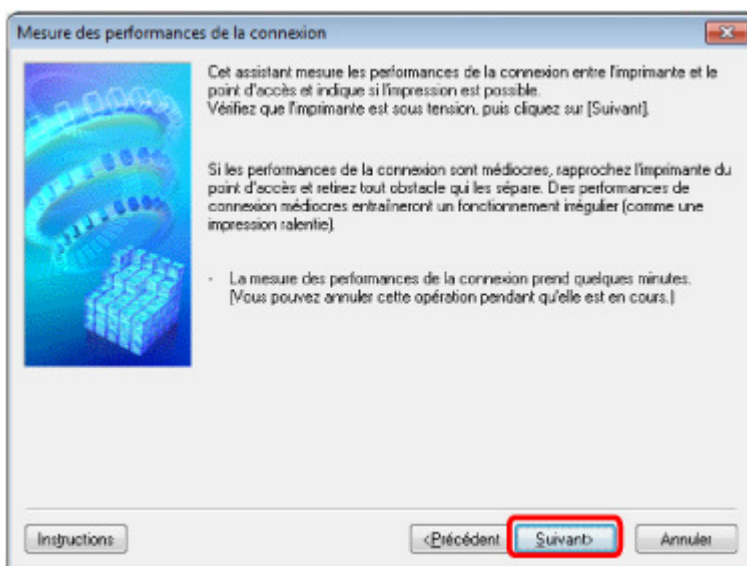 Mesure des performances de la connexion
Cet assistant mesure les performances de la connexion entre l'imprimante et le
point d'accès et indique si l'impression est possible.
Vérifiez que l'imprimante est sous tension, puis cliquez sur [Suivant].
Si les performances de la connexion sont médiocres, rapprochez l'imprimante du
point d'accès et retirez tout obstacle qui les sépare. Des performances de
connexion médiocres entraîneront un fonctionnement irrégulier (comme une
impression ralentie).
- La mesure des performances de la connexion prend quelques minutes.
(Vous pouvez annuler cette opération pendant qu'elle est en cours.)
Instructions
<Précédent
Suivant>
Annuler